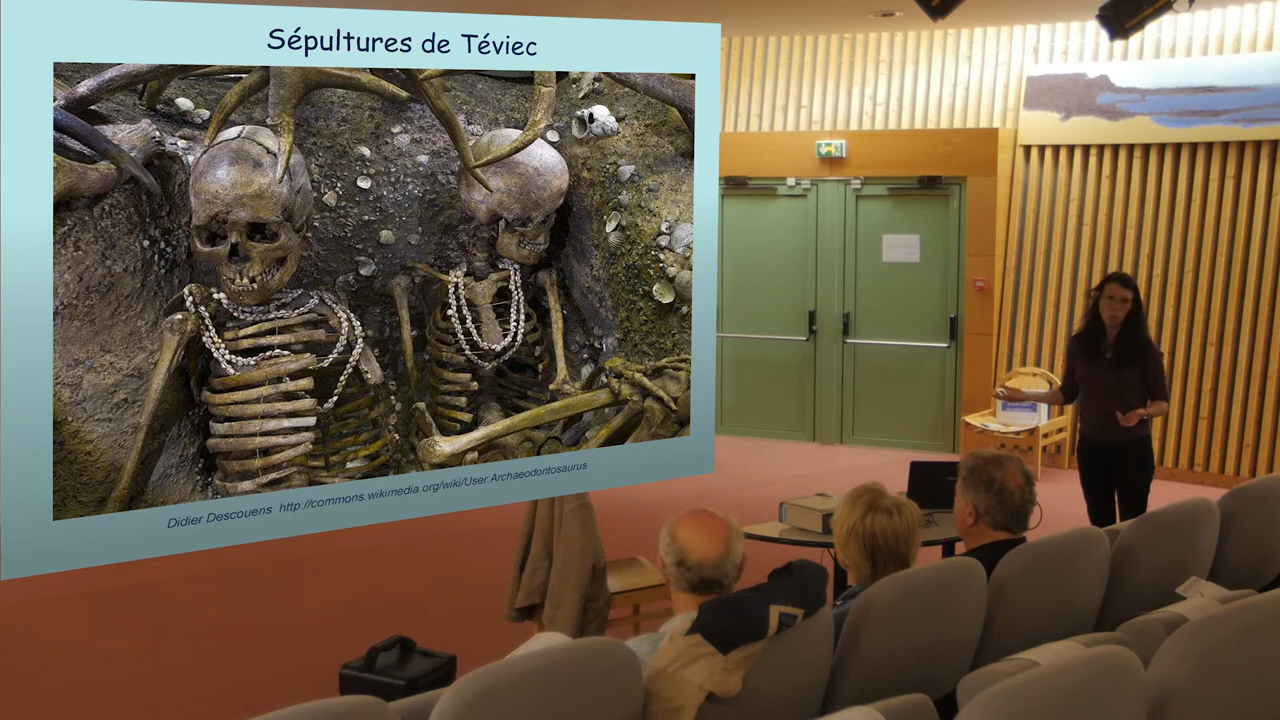 Sépultures de Téviec
Didier Descouens http://commons.wikimedia.org/wiki/User:Archaeodontosaurus